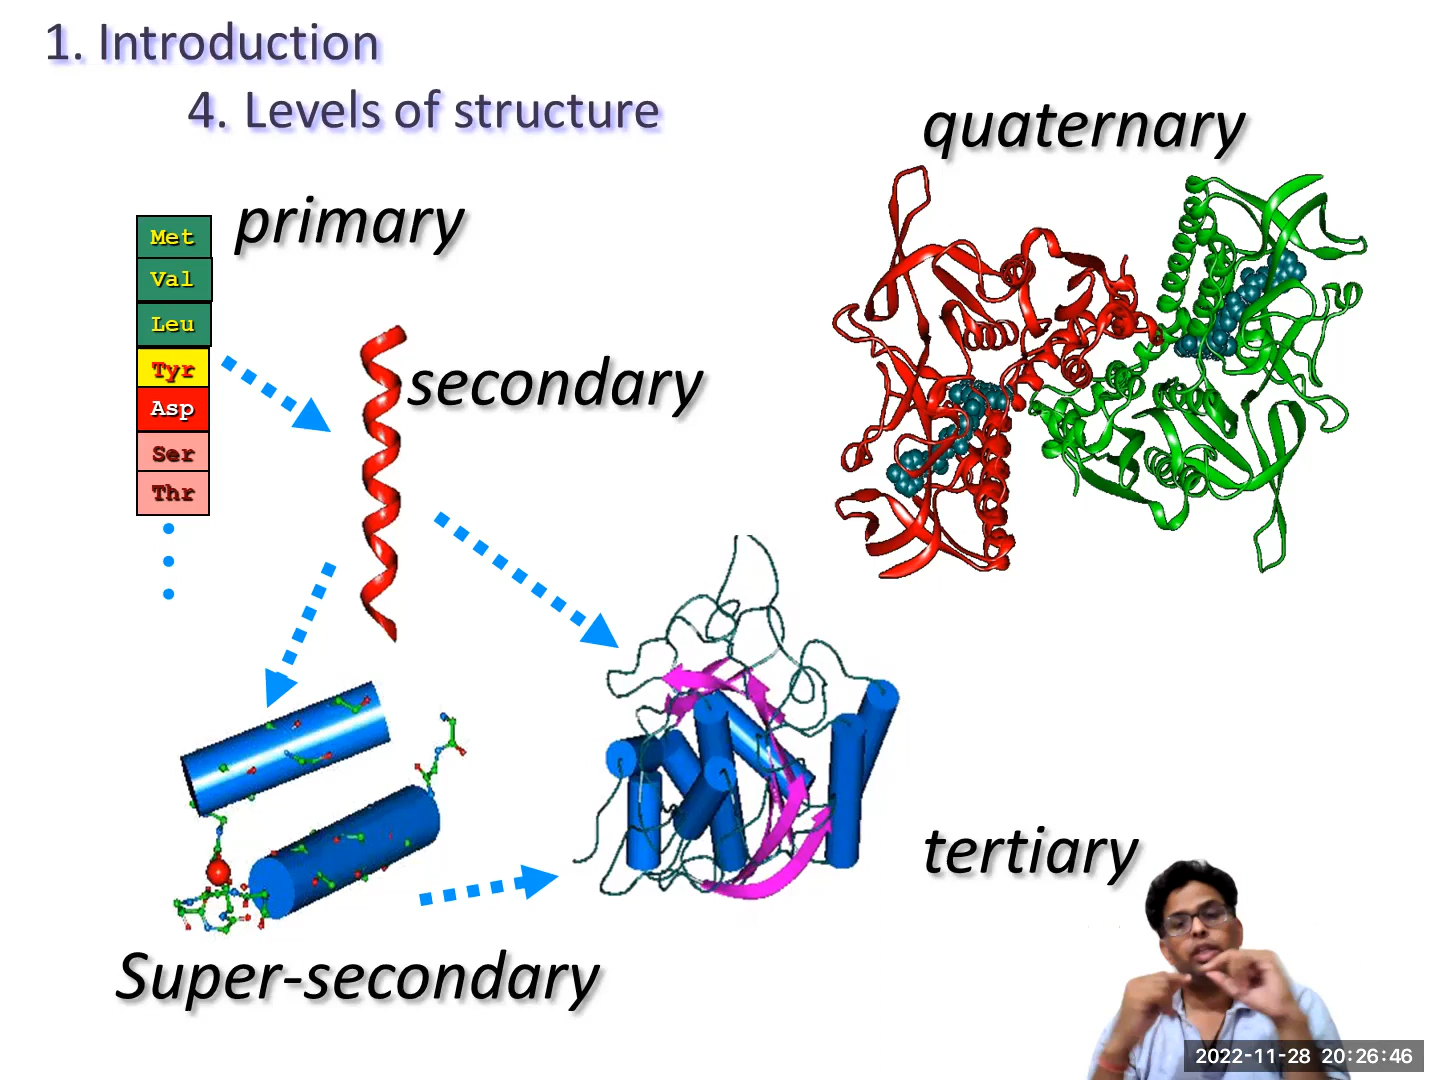 1. Introduction
4. Levels of structure
quaternary
primary
Met
Val
Leu
Tyr
Asp
Ser
Thr
secondary
tertiary
Super-secondary
2022-11-28 20:26:46